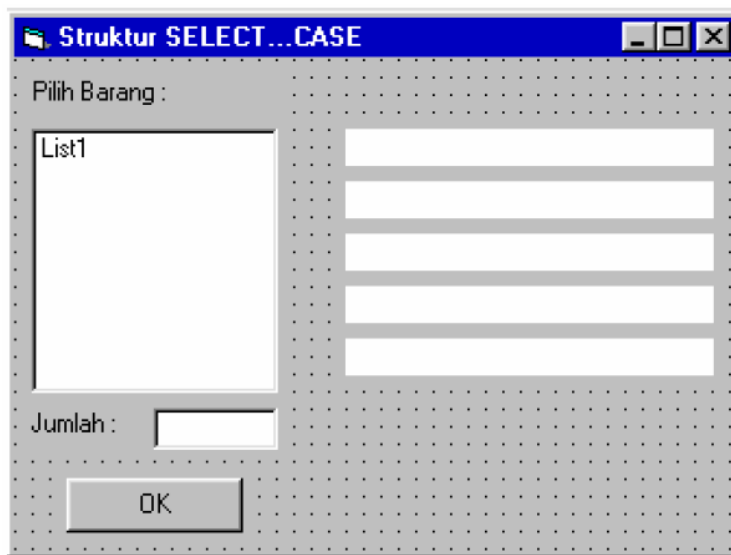 Struktur SELECT...CASE
Pilih Barang :
List1
Jumlah :
OK